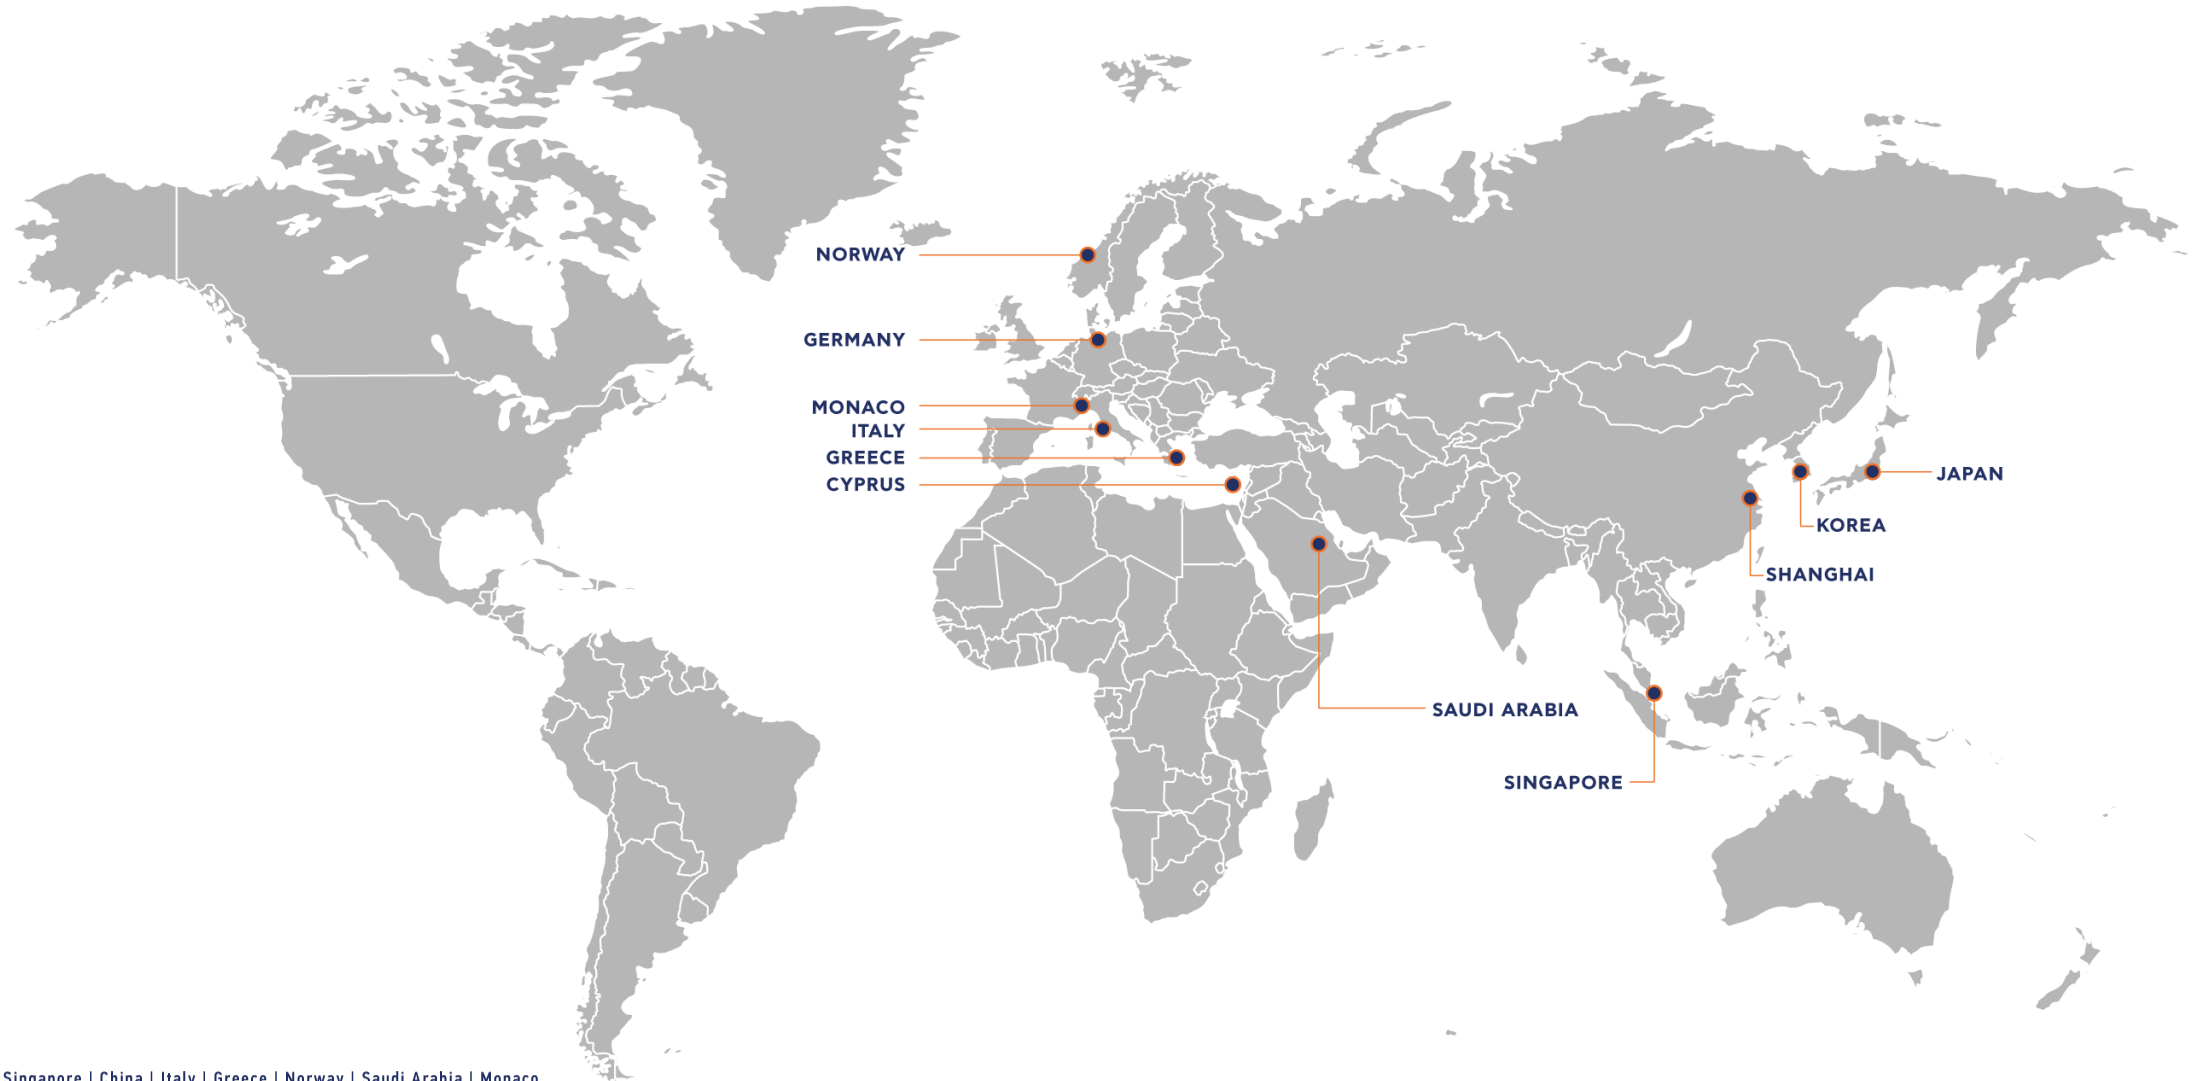 NORWAY
GERMANY
MONACO
ITALY
GREECE
CYPRUS
JAPAN
KOREA
SHANGHAI
SAUDI ARABIA
SINGAPORE
Singapore | China | Italy | Greece | Norway | Saudi Arabia | Monaco